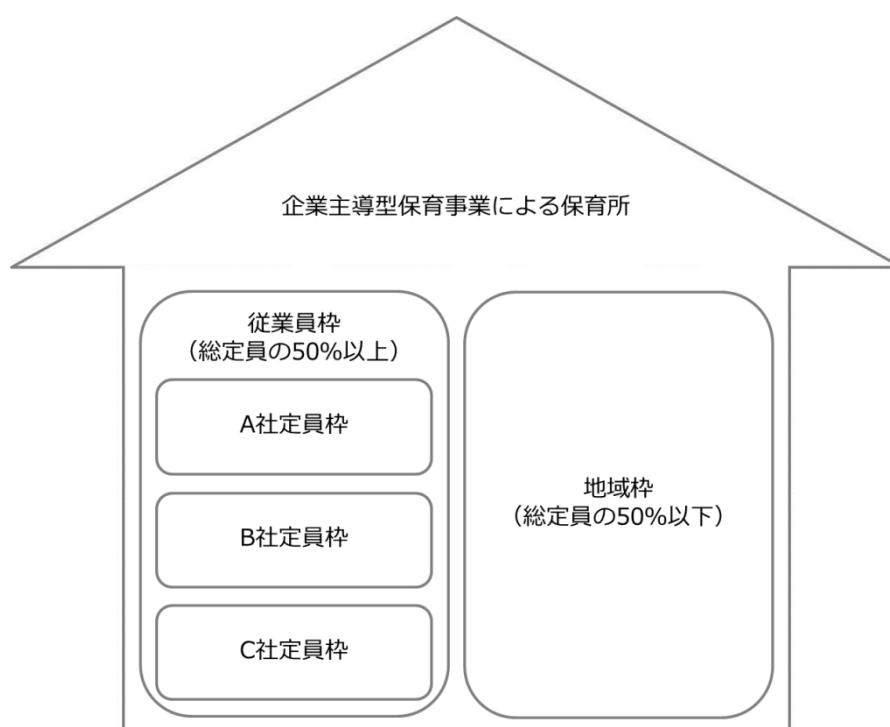 企業主導型保育事業による保育所
従業員枠
（総定員の50%以上）
A社定員枠
B社定員枠
C社定員枠
地域枠
（総定員の50%以下）